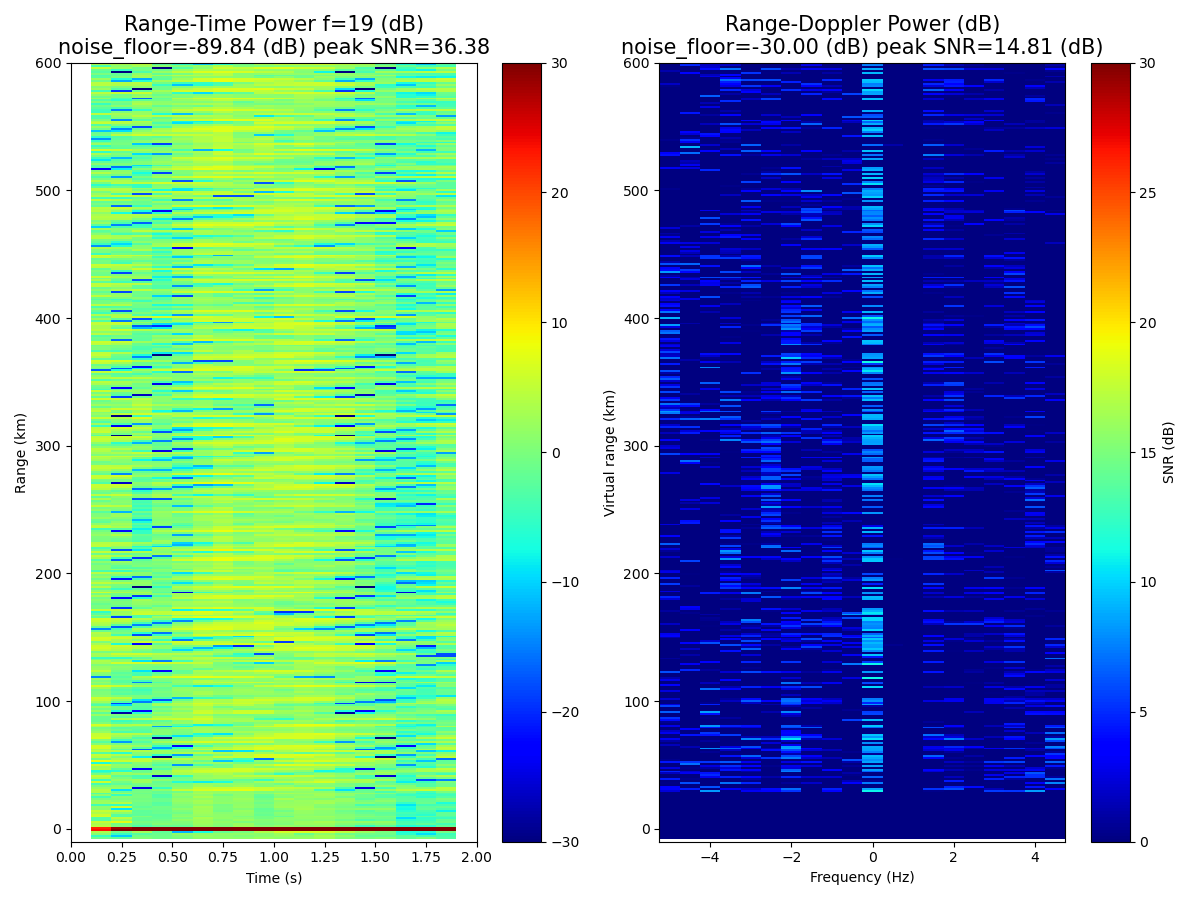 Range-Time Power f=19 (dB)
noise_floor=-89.84 (dB) peak SNR=36.38
Range (km)
600
500
400
300
200
100
0
0.00 0.25 0.50 0.75 1.00 1.25 1.50 1.75 2.00
Time (s)
30
20
10
0
−10
−20
−30
Range-Doppler Power (dB)
noise_floor=-30.00 (dB) peak SNR=14.81 (dB)
Virtual range (km)
600
500
400
300
200
100
0
−4 −2 0 2 4
Frequency (Hz)
30
25
20
15
10
5
0
SNR (dB)